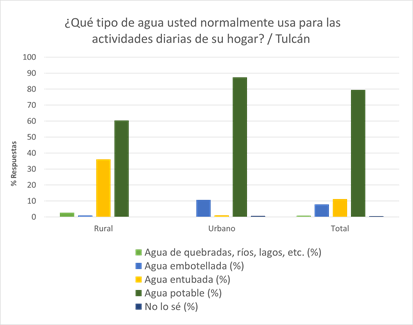 ¿Qué tipo de agua usted normalmente usa para las
actividades diarias de su hogar? / Tulcán
100
90
80
70
60
50
40
30
20
10
0
% Respuestas
Rural Urbano Total
Agua de quebradas, ríos, lagos, etc. (%)
Agua embotellada (%)
Agua entubada (%)
Agua potable (%)
No lo sé (%)